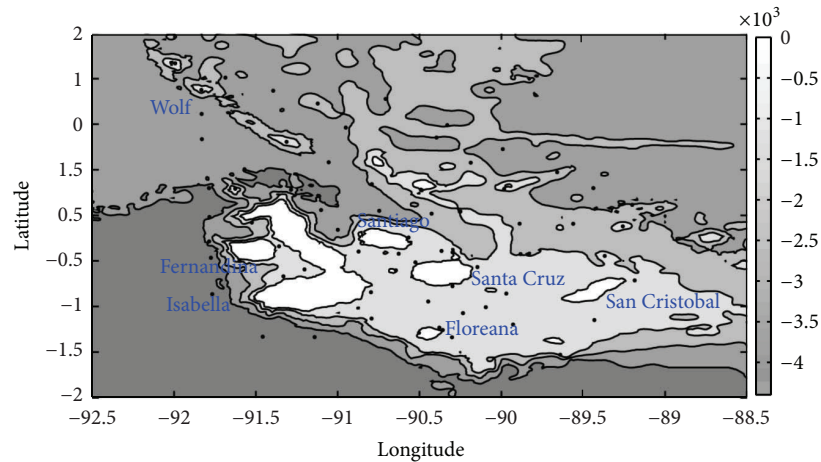 ×10³
2
1
0
1.5
0.5
−0.5
−1
−1.5
−2
Latitude
Wolf
Santiago
Fernandina
Santa Cruz
Isabella
San Cristobal
Floreana
0
−0.5
−1
−1.5
−2
−2.5
−3
−3.5
−4
−92.5 −92 −91.5 −91 −90.5 −90 −89.5 −89 −88.5
Longitude